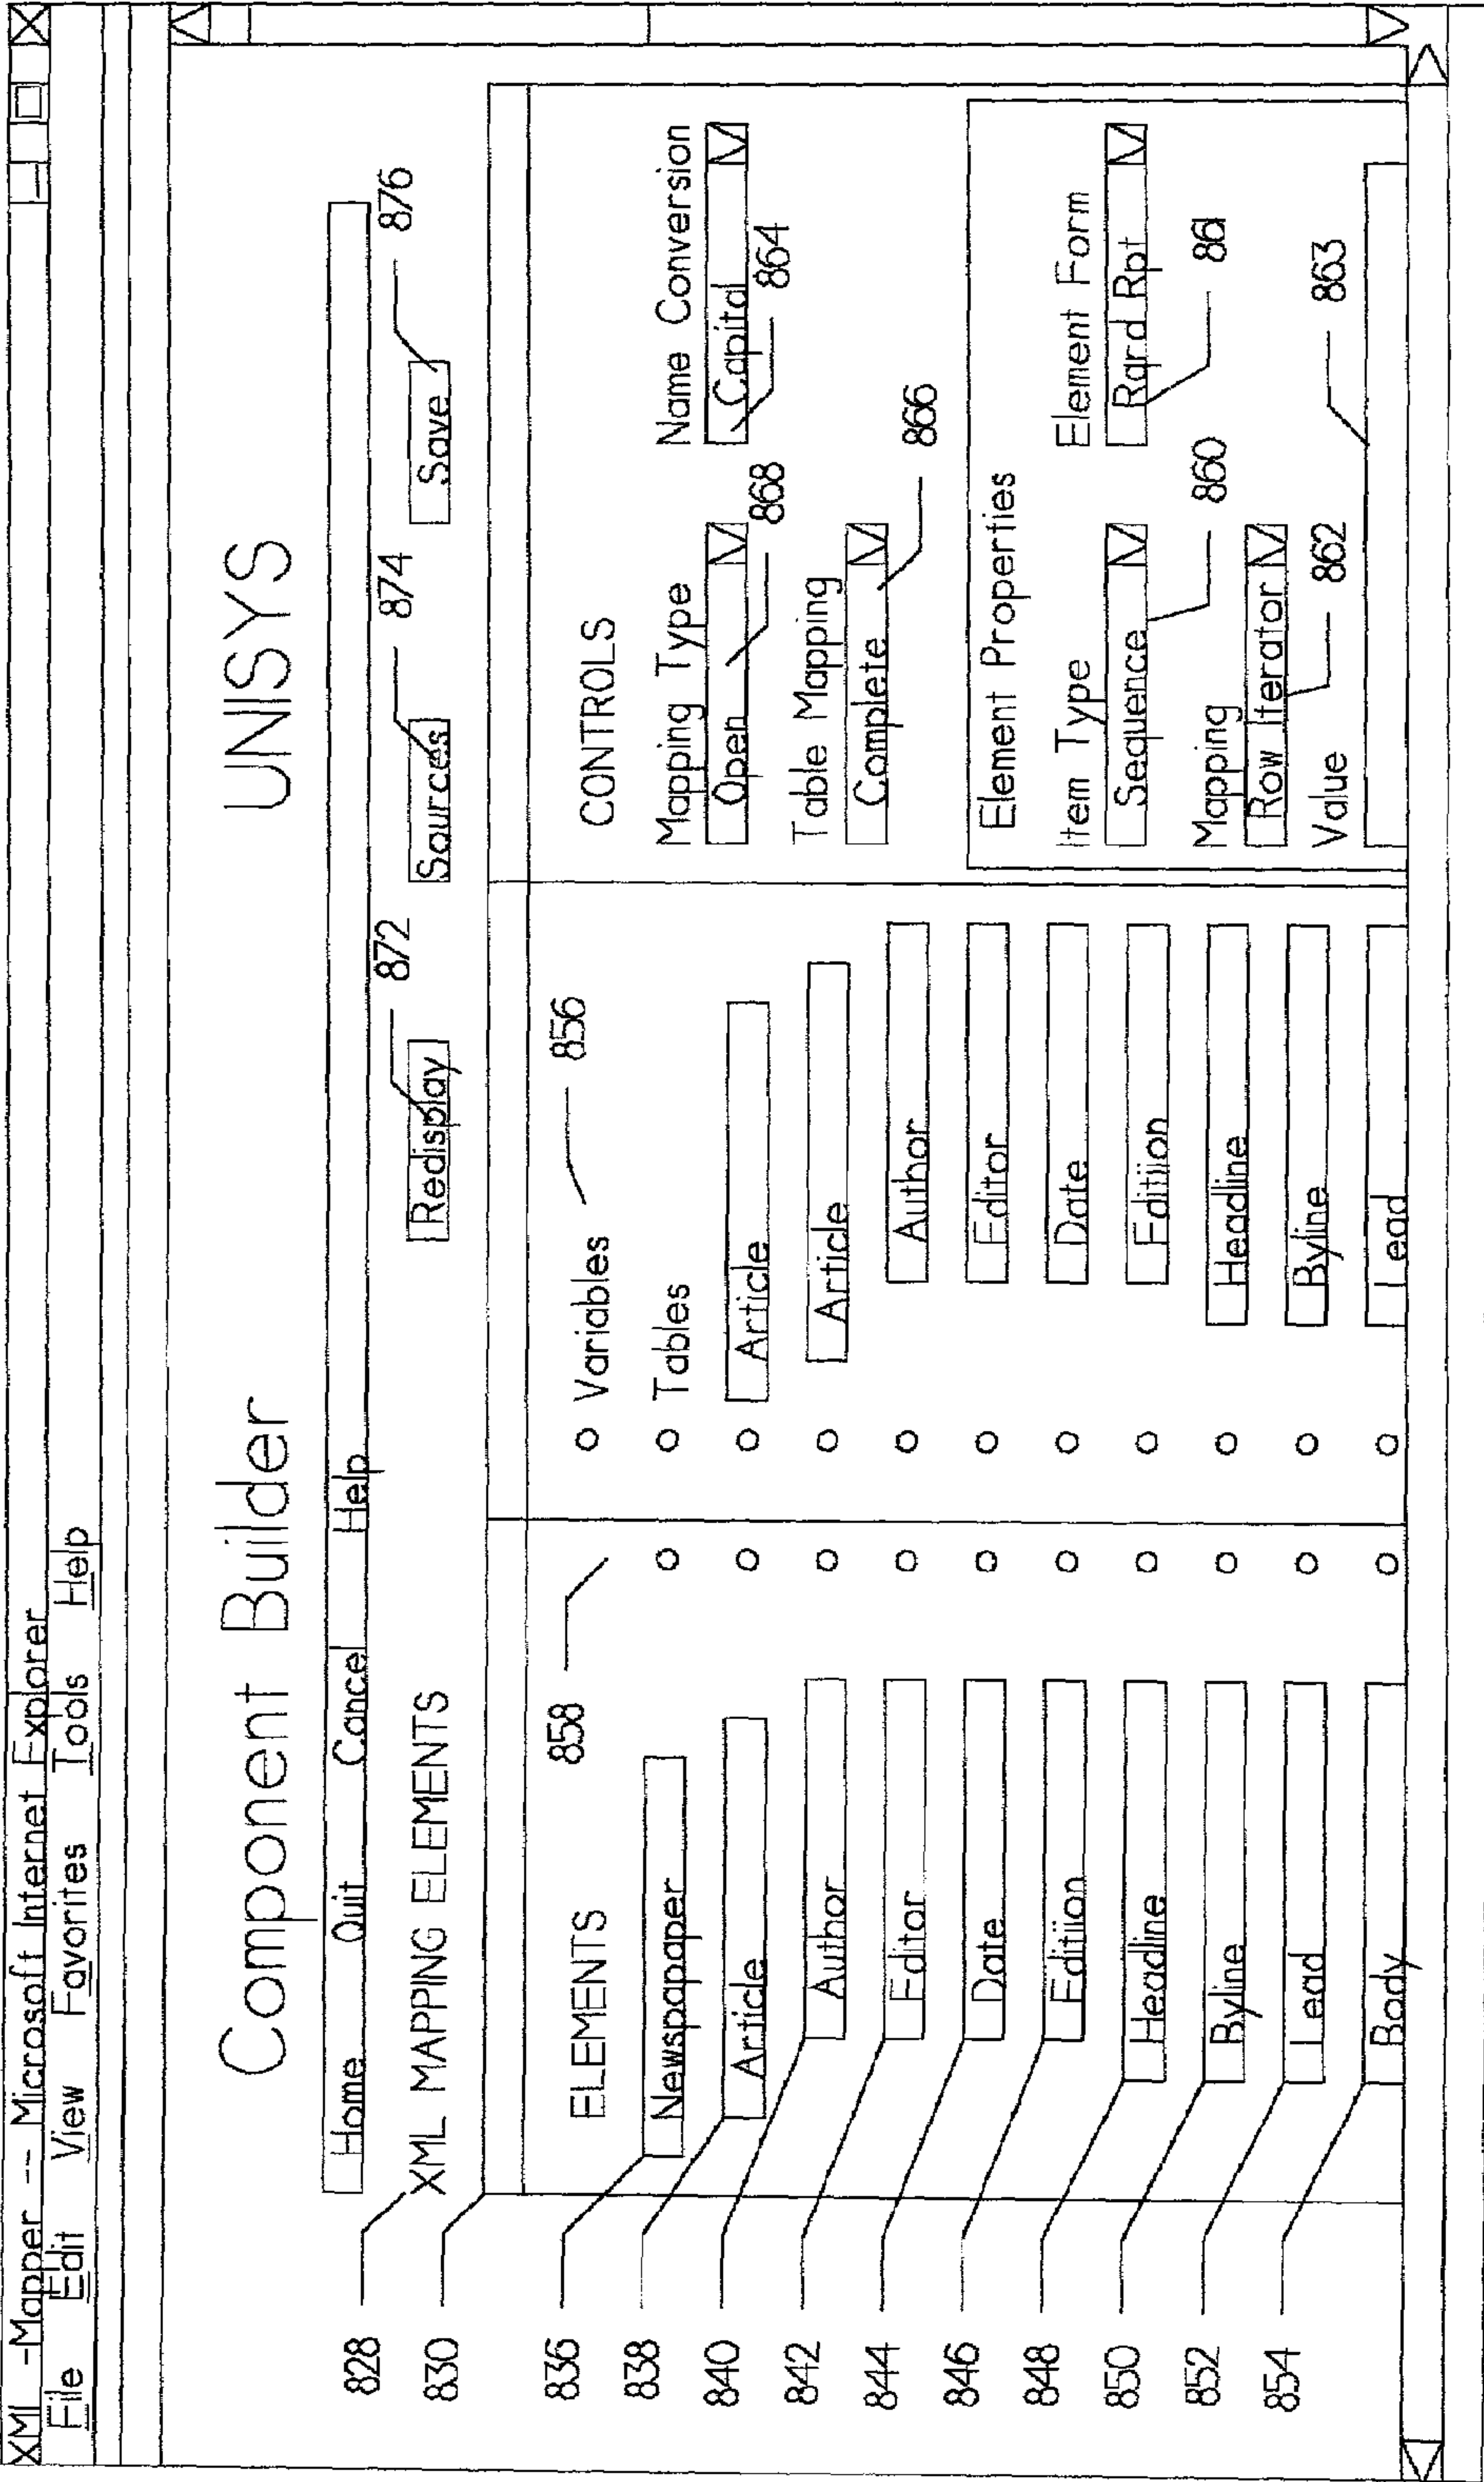 XML -Mapper -- Microsoft Internet Explorer
File Edit View Favorites Tools Help
Component Builder UNISYS
Home Quit Cancel Help
828 872 874 876
XML MAPPING ELEMENTS Redisplay Sources Save
830
858 856
ELEMENTS Variables CONTROLS
836 Newspapaper Tables Mapping Type Name Conversion
838 Article Article Open Capital
868 864
840 Author Article Table Mapping
Complete
842 Editor Author 866
844 Date Editor Element Properties
846 Editiion Date Item Type Element Form
848 Headline Editiion Sequence Rqrd Rpt
850 Byline Headline Mapping 860 861
852 Lead Byline Row Iterator
854 Body Lead Value 862 863